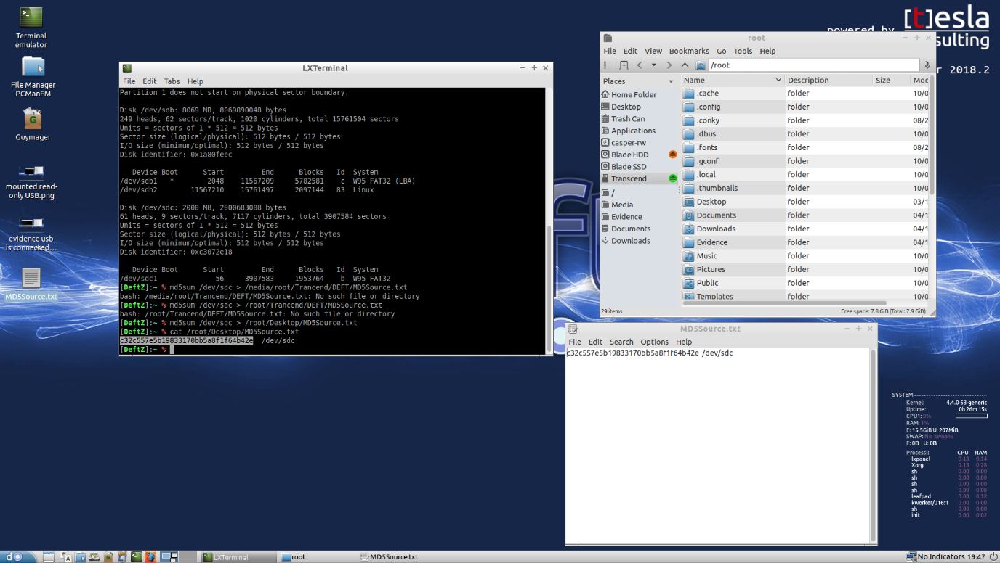 Terminal
emulator
File Manager
PCManFM
Guymager
mounted read-
only USB.png
evidence usb
is connected...
MD5Source.txt
LXTerminal
File Edit Tabs Help
Partition 1 does not start on physical sector boundary.
Disk /dev/sdb: 8069 MB, 8069890048 bytes
249 heads, 62 sectors/track, 1020 cylinders, total 15761504 sectors
Units = sectors of 1 * 512 = 512 bytes
Sector size (logical/physical): 512 bytes / 512 bytes
I/O size (minimum/optimal): 512 bytes / 512 bytes
Disk identifier: 0x1a80feec
Device Boot Start End Blocks Id System
/dev/sdb1 * 2048 11567209 5782581 c W95 FAT32 (LBA)
/dev/sdb2 11567210 15761497 2097144 83 Linux
Disk /dev/sdc: 2000 MB, 2000683008 bytes
61 heads, 9 sectors/track, 7117 cylinders, total 3907584 sectors
Units = sectors of 1 * 512 = 512 bytes
Sector size (logical/physical): 512 bytes / 512 bytes
I/O size (minimum/optimal): 512 bytes / 512 bytes
Disk identifier: 0xc3072e18
Device Boot Start End Blocks Id System
/dev/sdc1 56 3907583 1953764 b W95 FAT32
[DeftZ]:~ % md5sum /dev/sdc > /media/root/Trancend/DEFT/MD5Source.txt
bash: /media/root/Trancend/DEFT/MD5Source.txt: No such file or directory
[DeftZ]:~ % md5sum /dev/sdc > /root/Trancend/DEFT/MD5Source.txt
bash: /root/Trancend/DEFT/MD5Source.txt: No such file or directory
[DeftZ]:~ % md5sum /dev/sdc > /root/Desktop/MD5Source.txt
[DeftZ]:~ % cat /root/Desktop/MD5Source.txt
c32c557e5b19833170bb5a8f1f64b42e /dev/sdc
[DeftZ]:~ %
powered by [t]esla
sulting
r 2018.2
root
File Edit View Bookmarks Go Tools Help
/root
Places
Home Folder
Desktop
Trash Can
Applications
casper-rw
Blade HDD
Blade SSD
Transcend
/
Media
Evidence
Documents
Downloads
Name Description Size Moc
.cache folder 10/0
.config folder 10/0
.conky folder 08/2
.dbus folder 10/0
.fonts folder 08/2
.gconf folder 10/0
.local folder 10/0
.thumbnails folder 10/0
Desktop folder 03/1
Documents folder 04/1
Downloads folder 04/1
Evidence folder 04/1
Music folder 10/0
Pictures folder 10/0
Public folder 10/0
Templates folder 10/0
29 items Free space: 7.8 GiB (Total: 7.9 GiB)
MD5Source.txt
File Edit Search Options Help
c32c557e5b19833170bb5a8f1f64b42e /dev/sdc
SYSTEM
Kernel: 4.4.0-53-generic
Uptime: 0h 26m 15s
CPU1: 0%
RAM: 1%
F: 15.5GiB U: 207MiB
SWAP: No swap%
F: 0B U: 0B
Processi: CPU RAM
lxpanel 0.13 0.14
Xorg 0.13 0.28
sh 0.00 0.00
sh 0.00 0.00
sh 0.00 0.00
sh 0.00 0.00
leafpad 0.00 0.12
kworker/u16:1 0.00 0.00
sh 0.00 0.00
init 0.00 0.02
LXTerminal root MD5Source.txt No Indicators 19:47